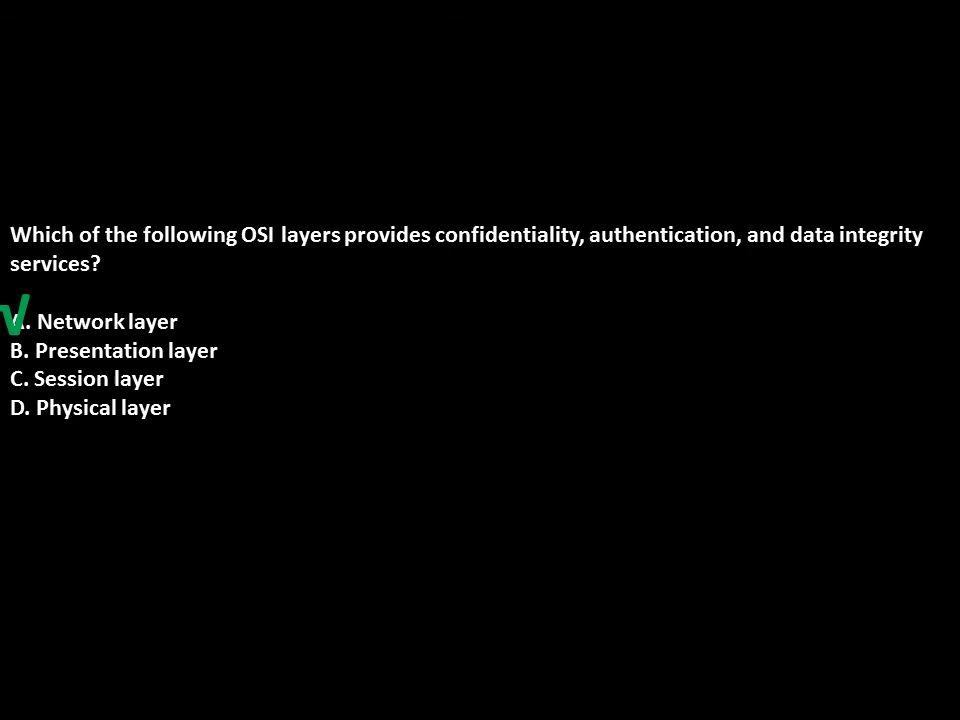 Which of the following OSI layers provides confidentiality, authentication, and data integrity
services?
√
A. Network layer
B. Presentation layer
C. Session layer
D. Physical layer